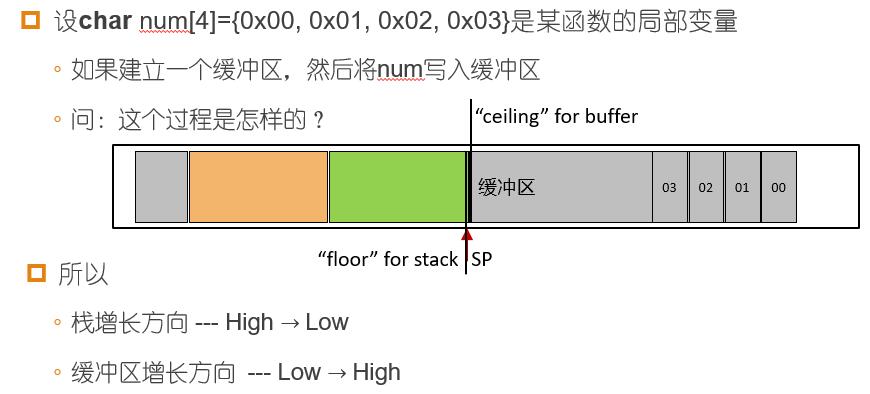 设char num[4]={0x00, 0x01, 0x02, 0x03}是某函数的局部变量
如果建立一个缓冲区，然后将num写入缓冲区
问：这个过程是怎样的？
“ceiling” for buffer
缓冲区 03 02 01 00
“floor” for stack SP
所以
栈增长方向 --- High → Low
缓冲区增长方向 --- Low → High